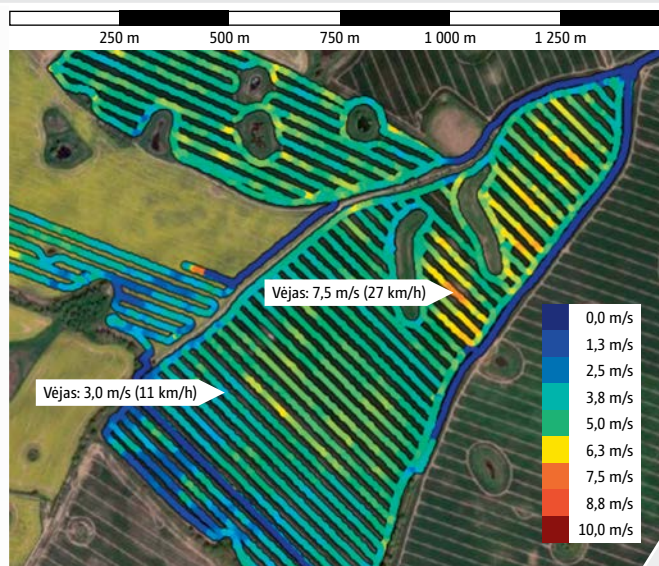 250 m 500 m 750 m 1 000 m 1 250 m
Vėjas: 7,5 m/s (27 km/h)
Vėjas: 3,0 m/s (11 km/h)
0,0 m/s
1,3 m/s
2,5 m/s
3,8 m/s
5,0 m/s
6,3 m/s
7,5 m/s
8,8 m/s
10,0 m/s